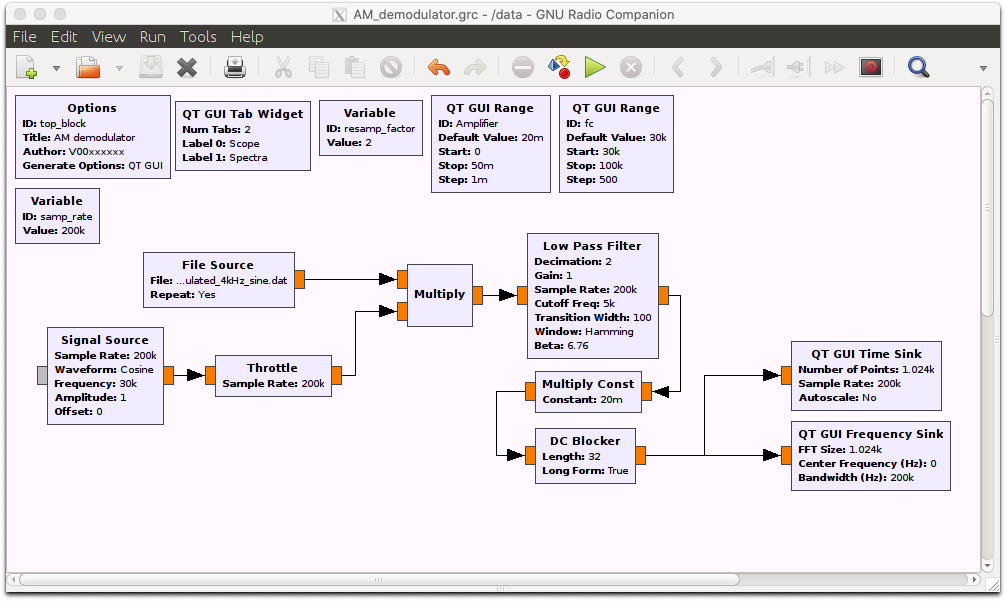 AM_demodulator.grc - /data - GNU Radio Companion
File Edit View Run Tools Help
Options
ID: top_block
Title: AM demodulator
Author: V00xxxxxx
Generate Options: QT GUI
QT GUI Tab Widget
Num Tabs: 2
Label 0: Scope
Label 1: Spectra
Variable
ID: resamp_factor
Value: 2
QT GUI Range
ID: Amplifier
Default Value: 20m
Start: 0
Stop: 50m
Step: 1m
QT GUI Range
ID: fc
Default Value: 30k
Start: 30k
Stop: 100k
Step: 500
Variable
ID: samp_rate
Value: 200k
File Source
File: ...ulated_4kHz_sine.dat
Repeat: Yes
Multiply
Low Pass Filter
Decimation: 2
Gain: 1
Sample Rate: 200k
Cutoff Freq: 5k
Transition Width: 100
Window: Hamming
Beta: 6.76
Signal Source
Sample Rate: 200k
Waveform: Cosine
Frequency: 30k
Amplitude: 1
Offset: 0
Throttle
Sample Rate: 200k
Multiply Const
Constant: 20m
DC Blocker
Length: 32
Long Form: True
QT GUI Time Sink
Number of Points: 1.024k
Sample Rate: 200k
Autoscale: No
QT GUI Frequency Sink
FFT Size: 1.024k
Center Frequency (Hz): 0
Bandwidth (Hz): 200k